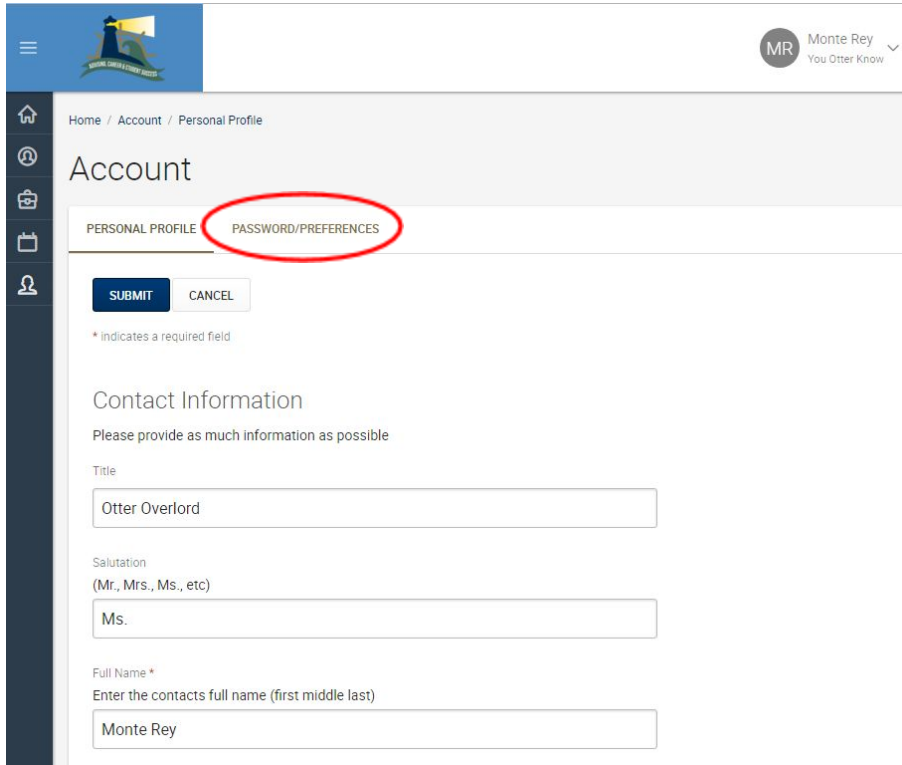 MR
Monte Rey
You Otter Know
Home / Account / Personal Profile
Account
PERSONAL PROFILE
PASSWORD/PREFERENCES
SUBMIT
CANCEL
* indicates a required field
Contact Information
Please provide as much information as possible
Title
Otter Overlord
Salutation
(Mr., Mrs., Ms., etc)
Ms.
Full Name *
Enter the contacts full name (first middle last)
Monte Rey